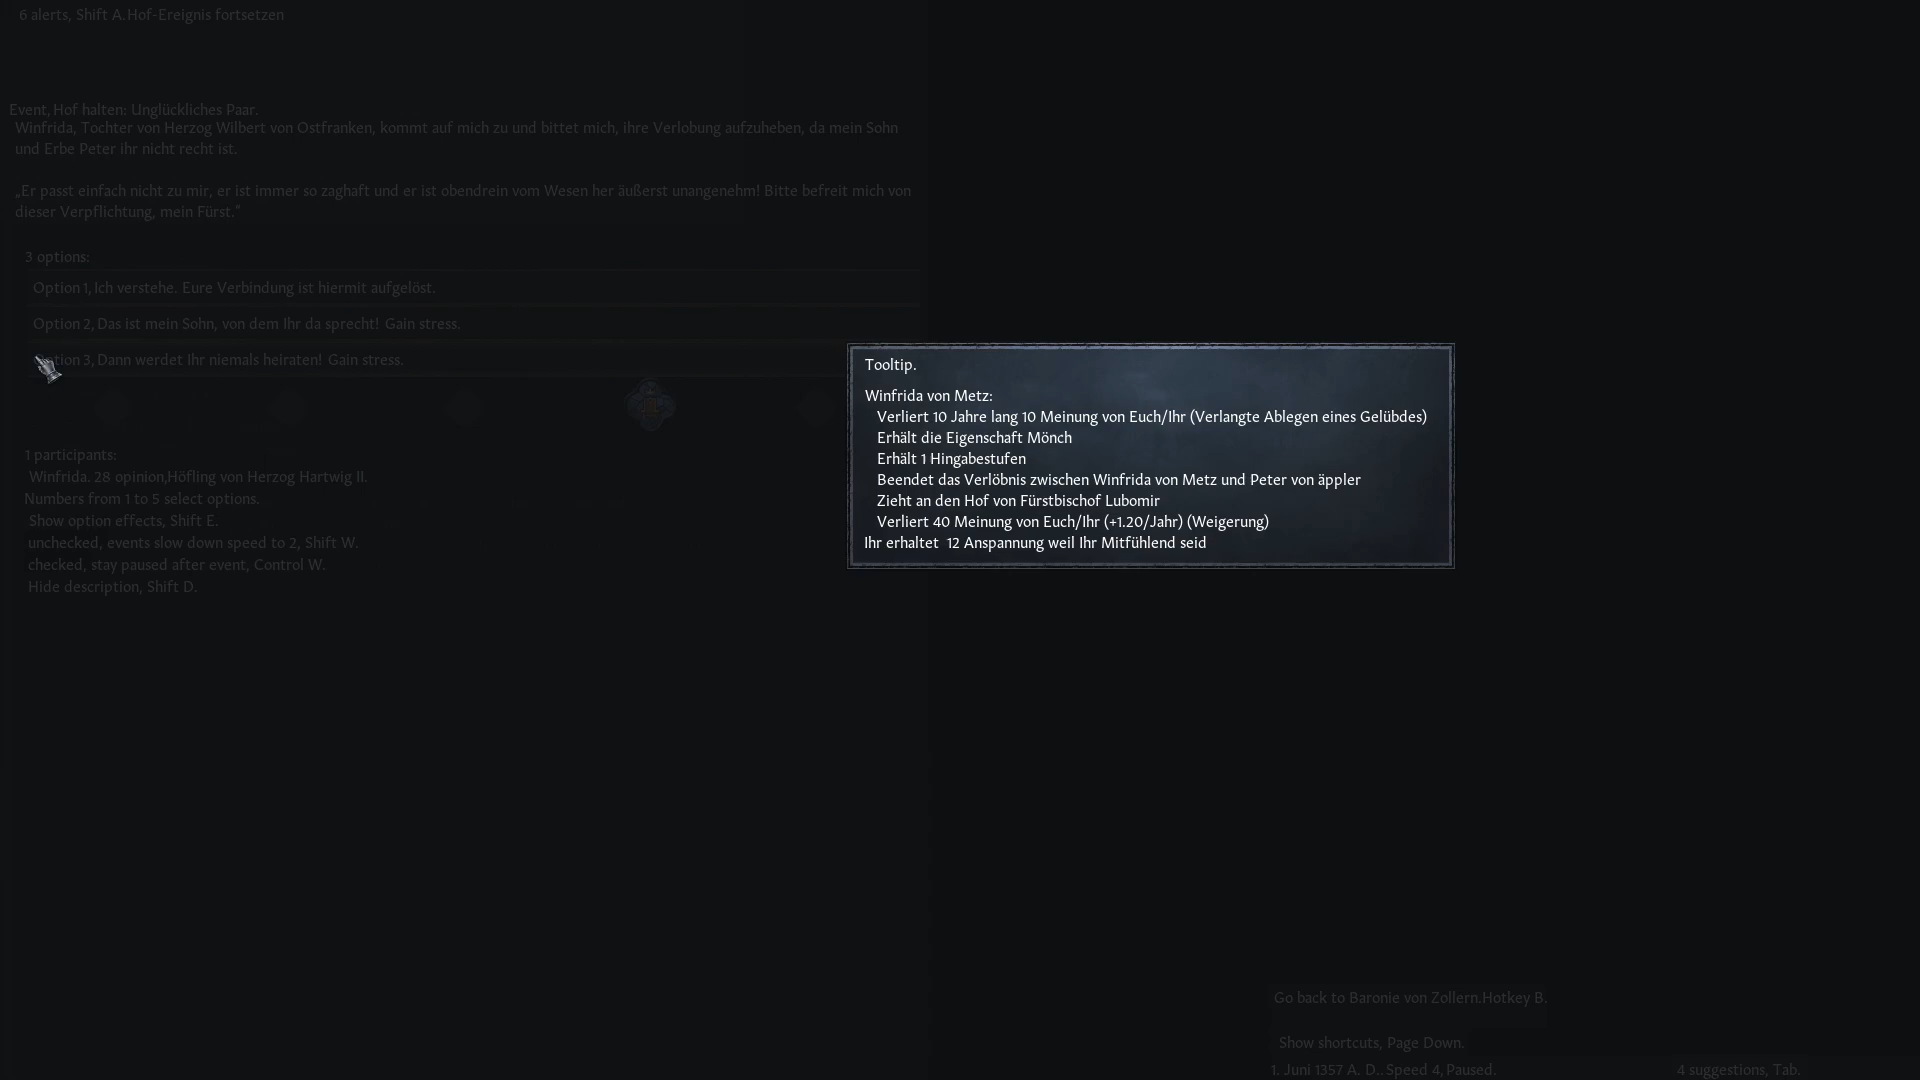 6 alerts, Shift A.Hof-Ereignis fortsetzen
Event, Hof halten: Unglückliches Paar.
Winfrida, Tochter von Herzog Wilbert von Ostfranken, kommt auf mich zu und bittet mich, ihre Verlobung aufzuheben, da mein Sohn
und Erbe Peter ihr nicht recht ist.
„Er passt einfach nicht zu mir, er ist immer so zaghaft und er ist obendrein vom Wesen her äußerst unangenehm! Bitte befreit mich von
dieser Verpflichtung, mein Fürst.“
3 options:
Option 1, Ich verstehe. Eure Verbindung ist hiermit aufgelöst.
Option 2, Das ist mein Sohn, von dem Ihr da sprecht! Gain stress.
Option 3, Dann werdet Ihr niemals heiraten! Gain stress.
Tooltip.
Winfrida von Metz:
Verliert 10 Jahre lang 10 Meinung von Euch/Ihr (Verlangte Ablegen eines Gelübdes)
Erhält die Eigenschaft Mönch
Erhält 1 Hingabestufen
Beendet das Verlöbnis zwischen Winfrida von Metz und Peter von äppler
Zieht an den Hof von Fürstbischof Lubomir
Verliert 40 Meinung von Euch/Ihr (+1.20/Jahr) (Weigerung)
Ihr erhaltet 12 Anspannung weil Ihr Mitfühlend seid
1 participants:
Winfrida. 28 opinion,Höfling von Herzog Hartwig II.
Numbers from 1 to 5 select options.
Show option effects, Shift E.
unchecked, events slow down speed to 2, Shift W.
checked, stay paused after event, Control W.
Hide description, Shift D.
Go back to Baronie von Zollern.Hotkey B.
Show shortcuts, Page Down.
1. Juni 1357 A. D.. Speed 4, Paused.
4 suggestions, Tab.